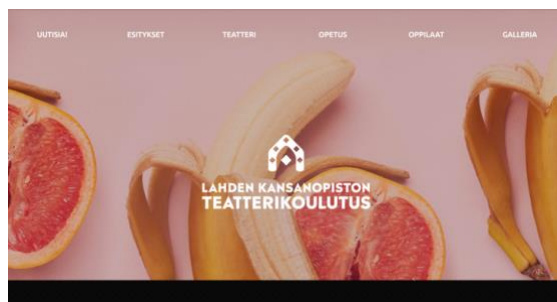 UUTISIA!
ESITYKSET
TEATTERI
OPETUS
OPPILAAT
GALLERIA
LAHDEN KANSANOPISTON
TEATTERIKOULUTUS